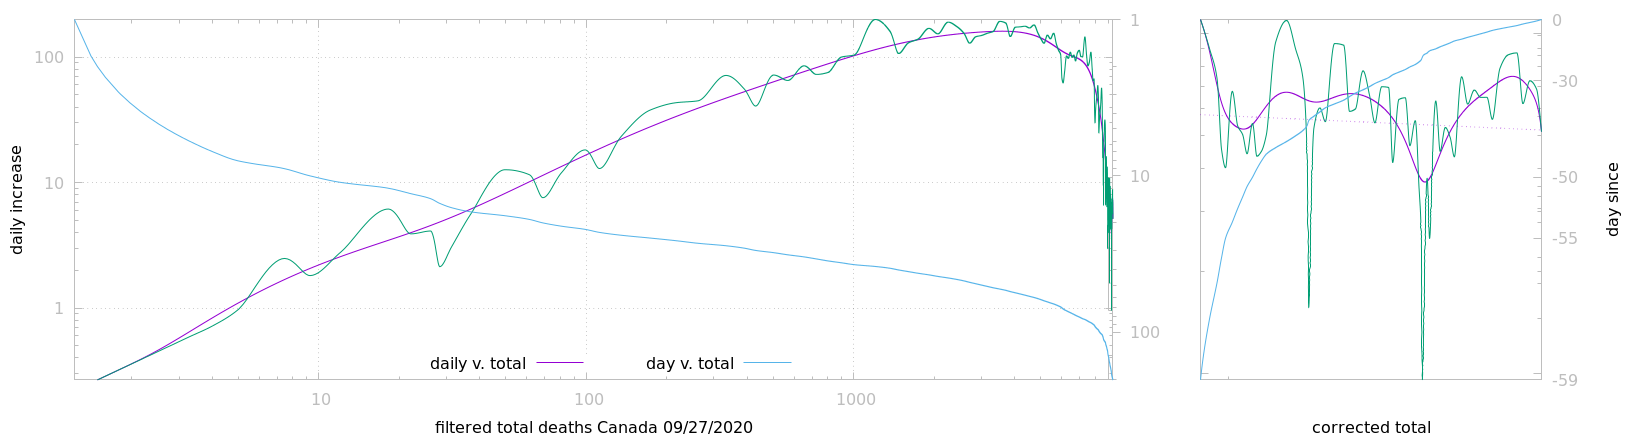 daily increase
100
10
1
10
100
1000
1
10
100
daily v. total
day v. total
filtered total deaths Canada 09/27/2020
0
-30
-50
-55
-59
day since
corrected total